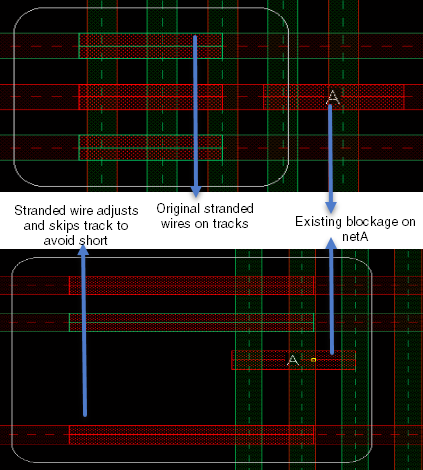 A
Stranded wire adjusts
and skips track to
avoid short
Original stranded
wires on tracks
Existing blockage on
netA
A